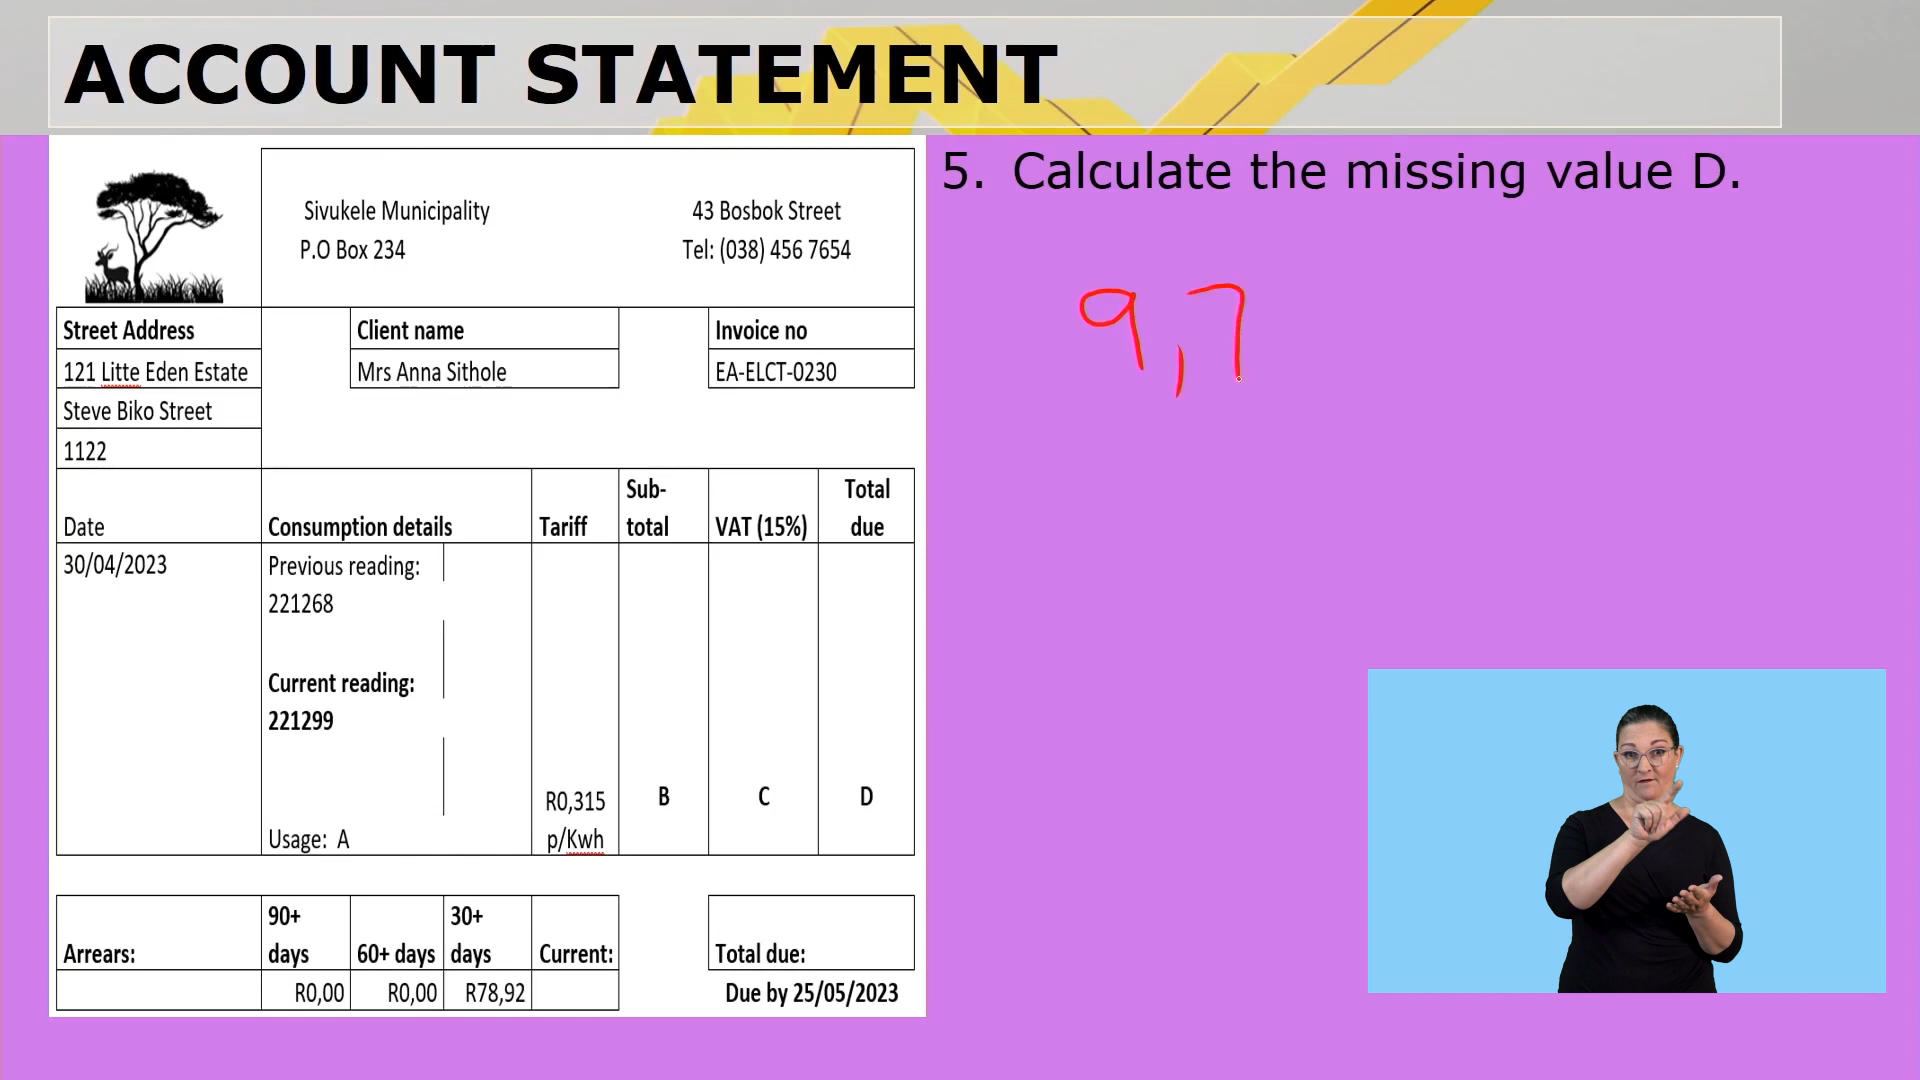 ACCOUNT STATEMENT
Sivukele Municipality 43 Bosbok Street
P.O Box 234 Tel: (038) 456 7654
Street Address Client name Invoice no
121 Litte Eden Estate Mrs Anna Sithole EA-ELCT-0230
Steve Biko Street
1122
Date Consumption details Tariff Sub-total VAT (15%) Total due
30/04/2023 Previous reading:
221268
Current reading:
221299
R0,315 B C D
Usage: A p/Kwh
Arrears: 90+ days 60+ days 30+ days Current: Total due:
R0,00 R0,00 R78,92 Due by 25/05/2023
5. Calculate the missing value D.
9,7